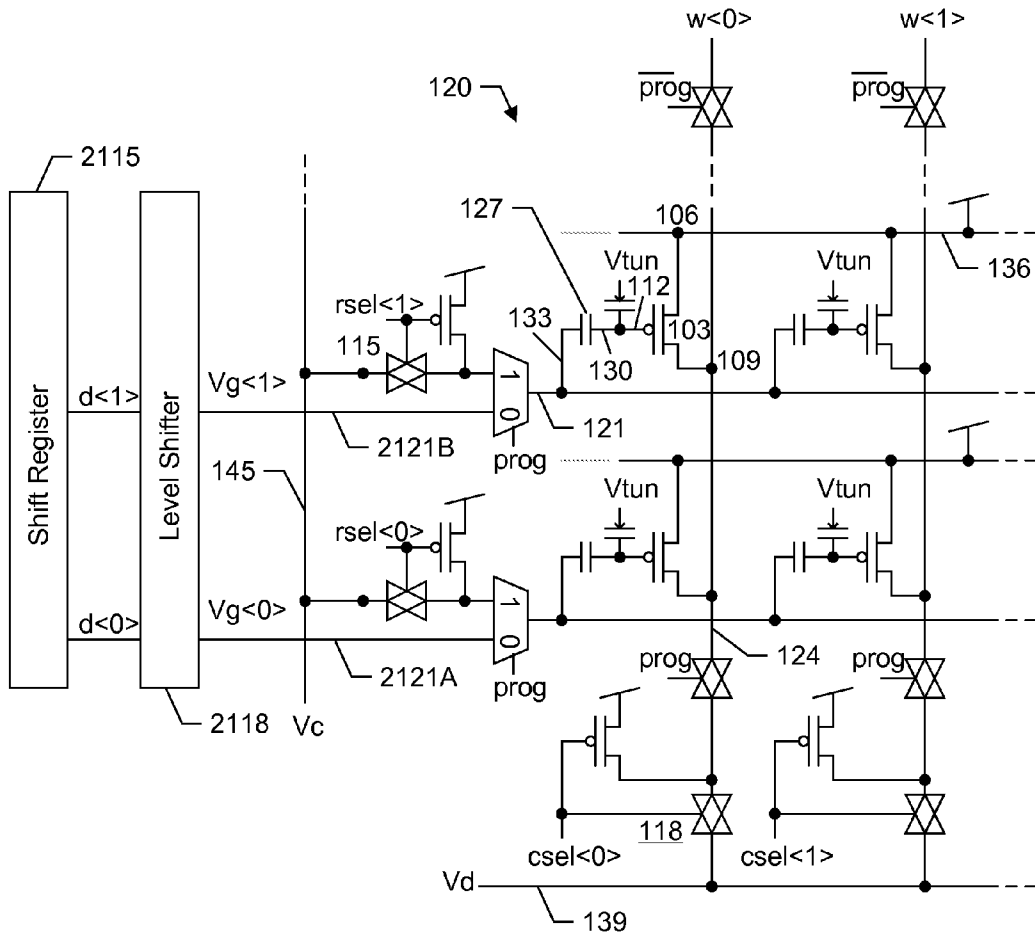 w<0>
w<1>
prog
prog
120
2115
127
106
136
Vtun
Vtun
rsel<1>
112
133
103
115
130
109
Vg<1>
1
d<1>
0
121
2121B
prog
145
Shift Register
Level Shifter
Vtun
Vtun
rsel<0>
Vg<0>
1
d<0>
0
124
2121A
prog
prog
prog
2118
Vc
118
csel<0>
csel<1>
Vd
139